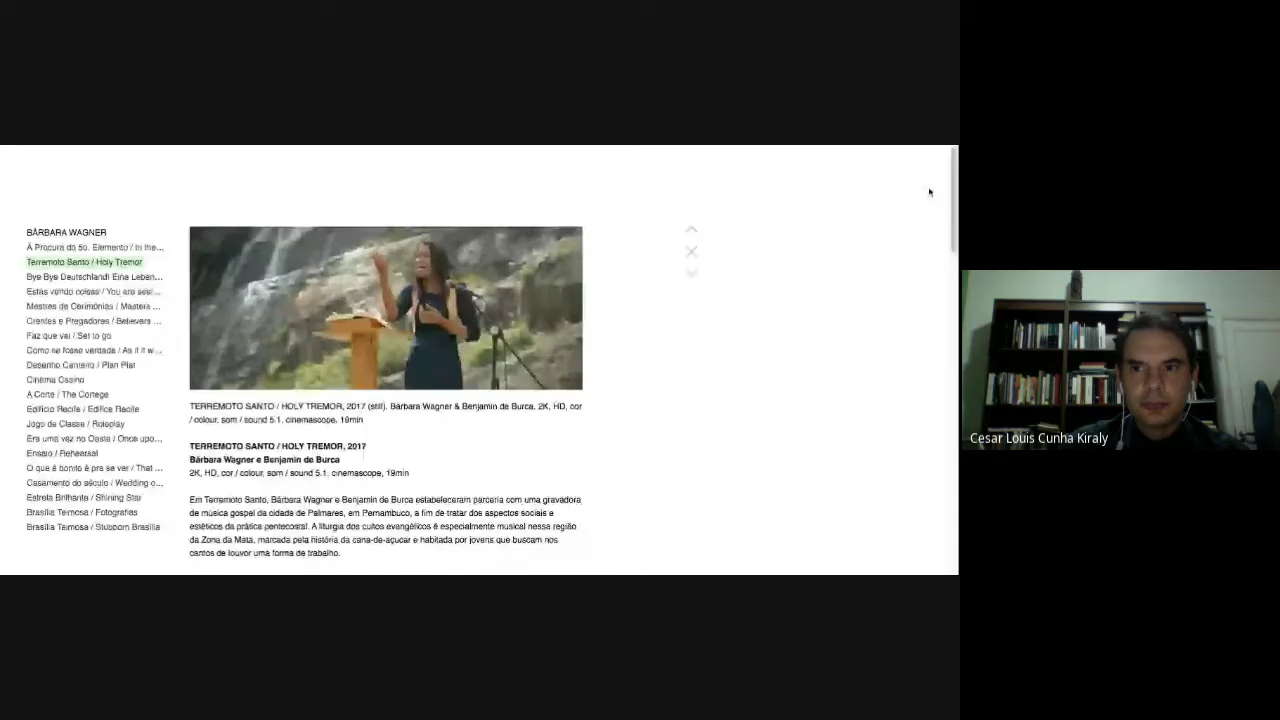 BÁRBARA WAGNER
À Procura do 5o. Elemento / In the...
Terremoto Santo / Holy Tremor
Bye Bye Deutschland! Eine Leben...
Estás vendo coisas / You are seei...
Mestres de Cerimônias / Masters ...
Crentes e Pregadores / Believers ...
Faz que vai / Set to go
Como se fosse verdade / As if it w...
Desenho Canteiro / Plan Plat
Cinéma Casino
A Corte / The Cortege
Edifício Recife / Edifice Recife
Jogo de Classe / Roleplay
Era uma vez no Oeste / Once upo...
Ensaio / Rehearsal
O que é bonito é pra se ver / That ...
Casamento do século / Wedding o...
Estrela Brilhante / Shining Star
Brasília Teimosa / Fotografias
Brasília Teimosa / Stubborn Brasília
TERREMOTO SANTO / HOLY TREMOR, 2017 (still). Bárbara Wagner & Benjamin de Burca. 2K, HD, cor
/ colour, som / sound 5.1, cinemascope, 19min
TERREMOTO SANTO / HOLY TREMOR, 2017
Bárbara Wagner e Benjamin de Burca
2K, HD, cor / colour, som / sound 5.1, cinemascope, 19min
Em Terremoto Santo, Bárbara Wagner e Benjamin de Burca estabeleceram parceria com uma gravadora
de música gospel da cidade de Palmares, em Pernambuco, a fim de tratar dos aspectos sociais e
estéticos da prática pentecostal. A liturgia dos cultos evangélicos é especialmente musical nessa região
da Zona da Mata, marcada pela história da cana-de-açucar e habitada por jovens que buscam nos
cantos de louvor uma forma de trabalho.
Cesar Louis Cunha Kiraly